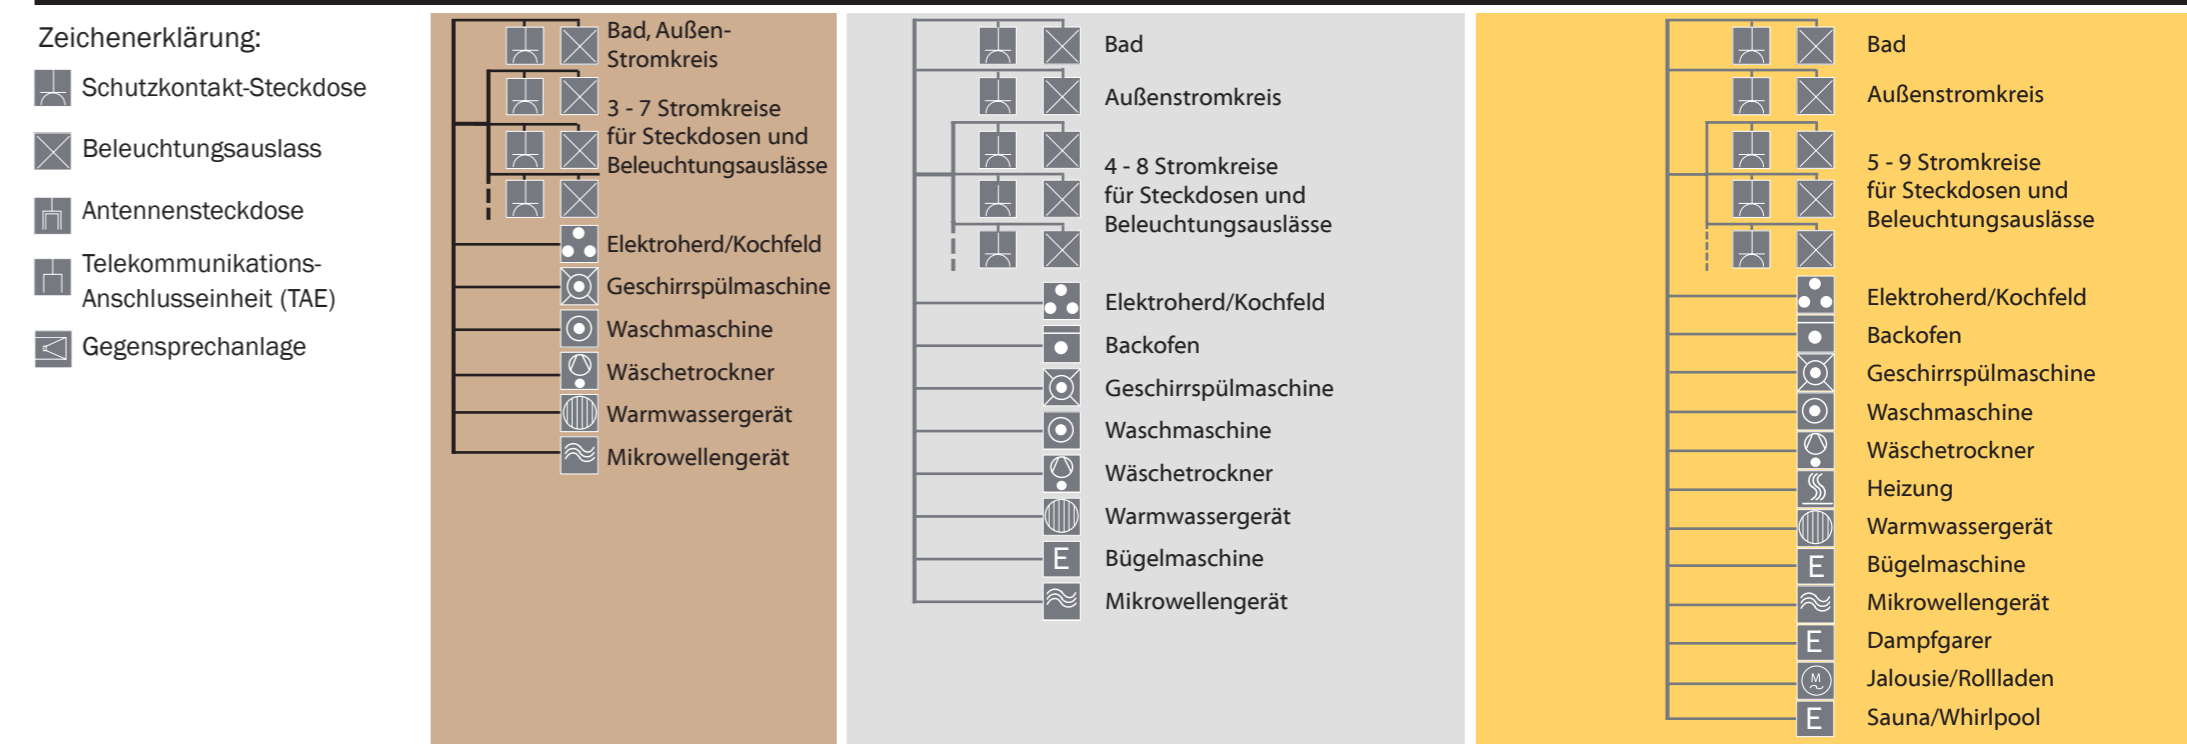 Zeichenerklärung:
Schutzkontakt-Steckdose
Beleuchtungsauslass
Antennensteckdose
Telekommunikations-
Anschlusseinheit (TAE)
Gegensprechanlage
Bad, Außen-
Stromkreis
3 - 7 Stromkreise
für Steckdosen und
Beleuchtungsauslässe
Elektroherd/Kochfeld
Geschirrspülmaschine
Waschmaschine
Wäschetrockner
Warmwassergerät
Mikrowellengerät
Bad
Außenstromkreis
4 - 8 Stromkreise
für Steckdosen und
Beleuchtungsauslässe
Elektroherd/Kochfeld
Backofen
Geschirrspülmaschine
Waschmaschine
Wäschetrockner
Warmwassergerät
E Bügelmaschine
Mikrowellengerät
Bad
Außenstromkreis
5 - 9 Stromkreise
für Steckdosen und
Beleuchtungsauslässe
Elektroherd/Kochfeld
Backofen
Geschirrspülmaschine
Waschmaschine
Wäschetrockner
Heizung
Warmwassergerät
E Bügelmaschine
Mikrowellengerät
E Dampfgarer
M Jalousie/Rollladen
E Sauna/Whirlpool